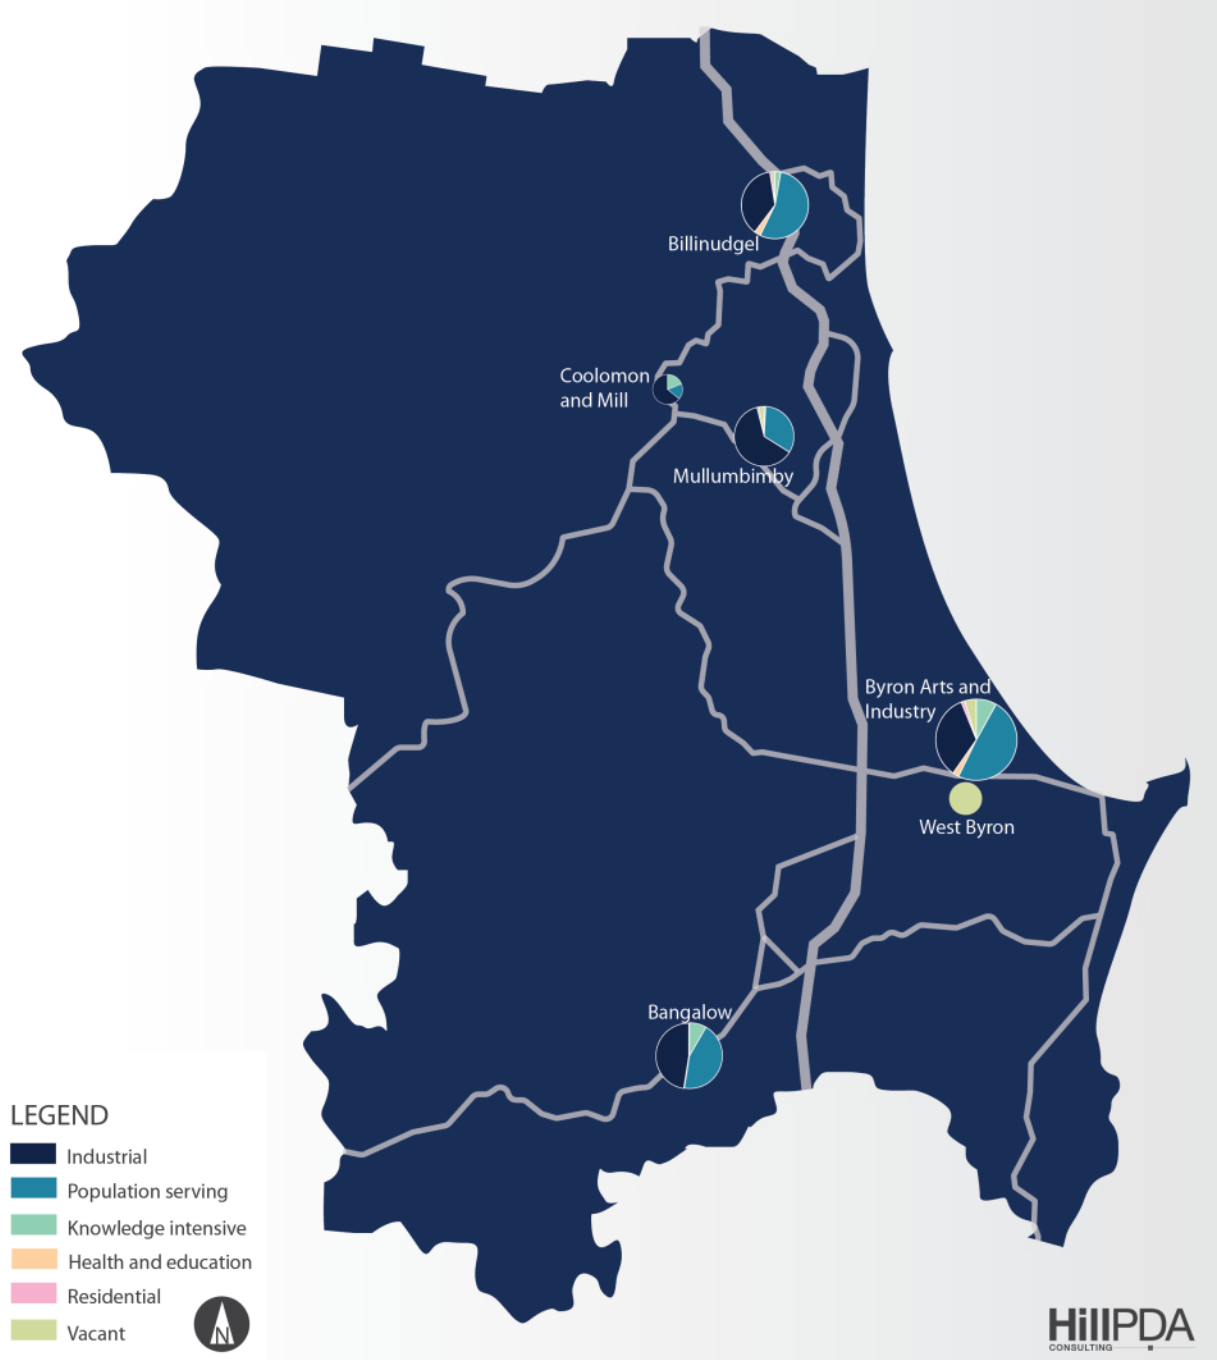 Billinudgel
Coolomon
and Mill
Mullumbimby
Byron Arts and
Industry
West Byron
Bangalow
LEGEND
Industrial
Population serving
Knowledge intensive
Health and education
Residential
Vacant
N
HillPDA
CONSULTING